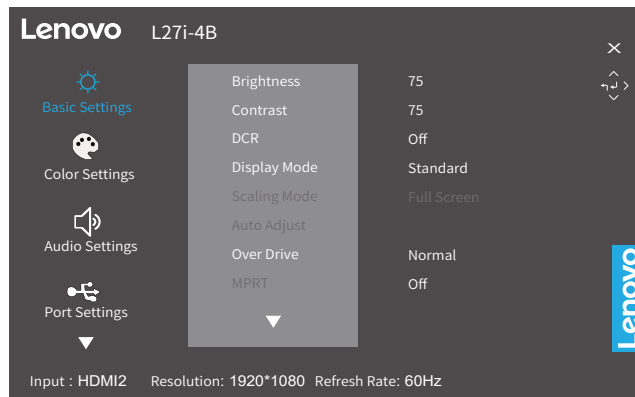 Lenovo L27i-4B
Basic Settings
Color Settings
Audio Settings
Port Settings
Brightness 75
Contrast 75
DCR Off
Display Mode Standard
Scaling Mode Full Screen
Auto Adjust
Over Drive Normal
MPRT Off
Lenovo
Input : HDMI2 Resolution: 1920*1080 Refresh Rate: 60Hz